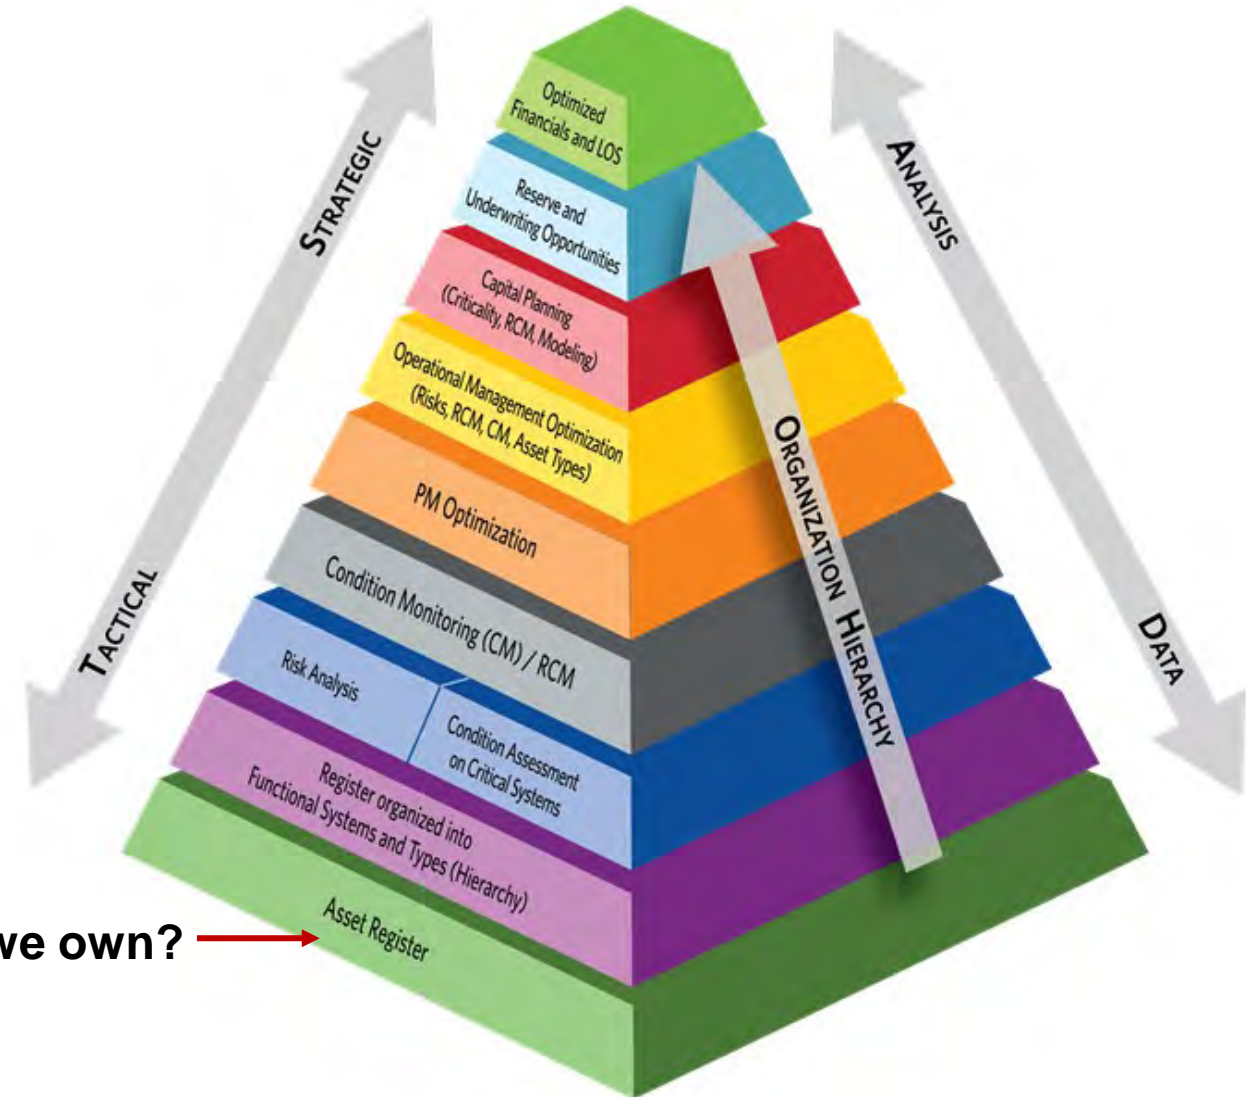 STRATEGIC
TACTICAL
ANALYSIS
DATA
ORGANIZATION HIERARCHY
Optimized
Financials and LOS
Reserve and
Underwriting Opportunities
Capital Planning
(Criticality, RCM, Modeling)
Operational Management Optimization
(Risks, RCM, CM, Asset Types)
PM Optimization
Condition Monitoring (CM) / RCM
Risk Analysis
Condition Assessment
on Critical Systems
Register organized into
Functional Systems and Types (Hierarchy)
Asset Register
we own?